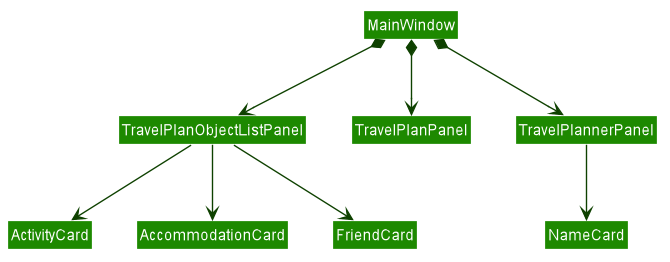 MainWindow
TravelPlanObjectListPanel
TravelPlanPanel
TravelPlannerPanel
ActivityCard
AccommodationCard
FriendCard
NameCard